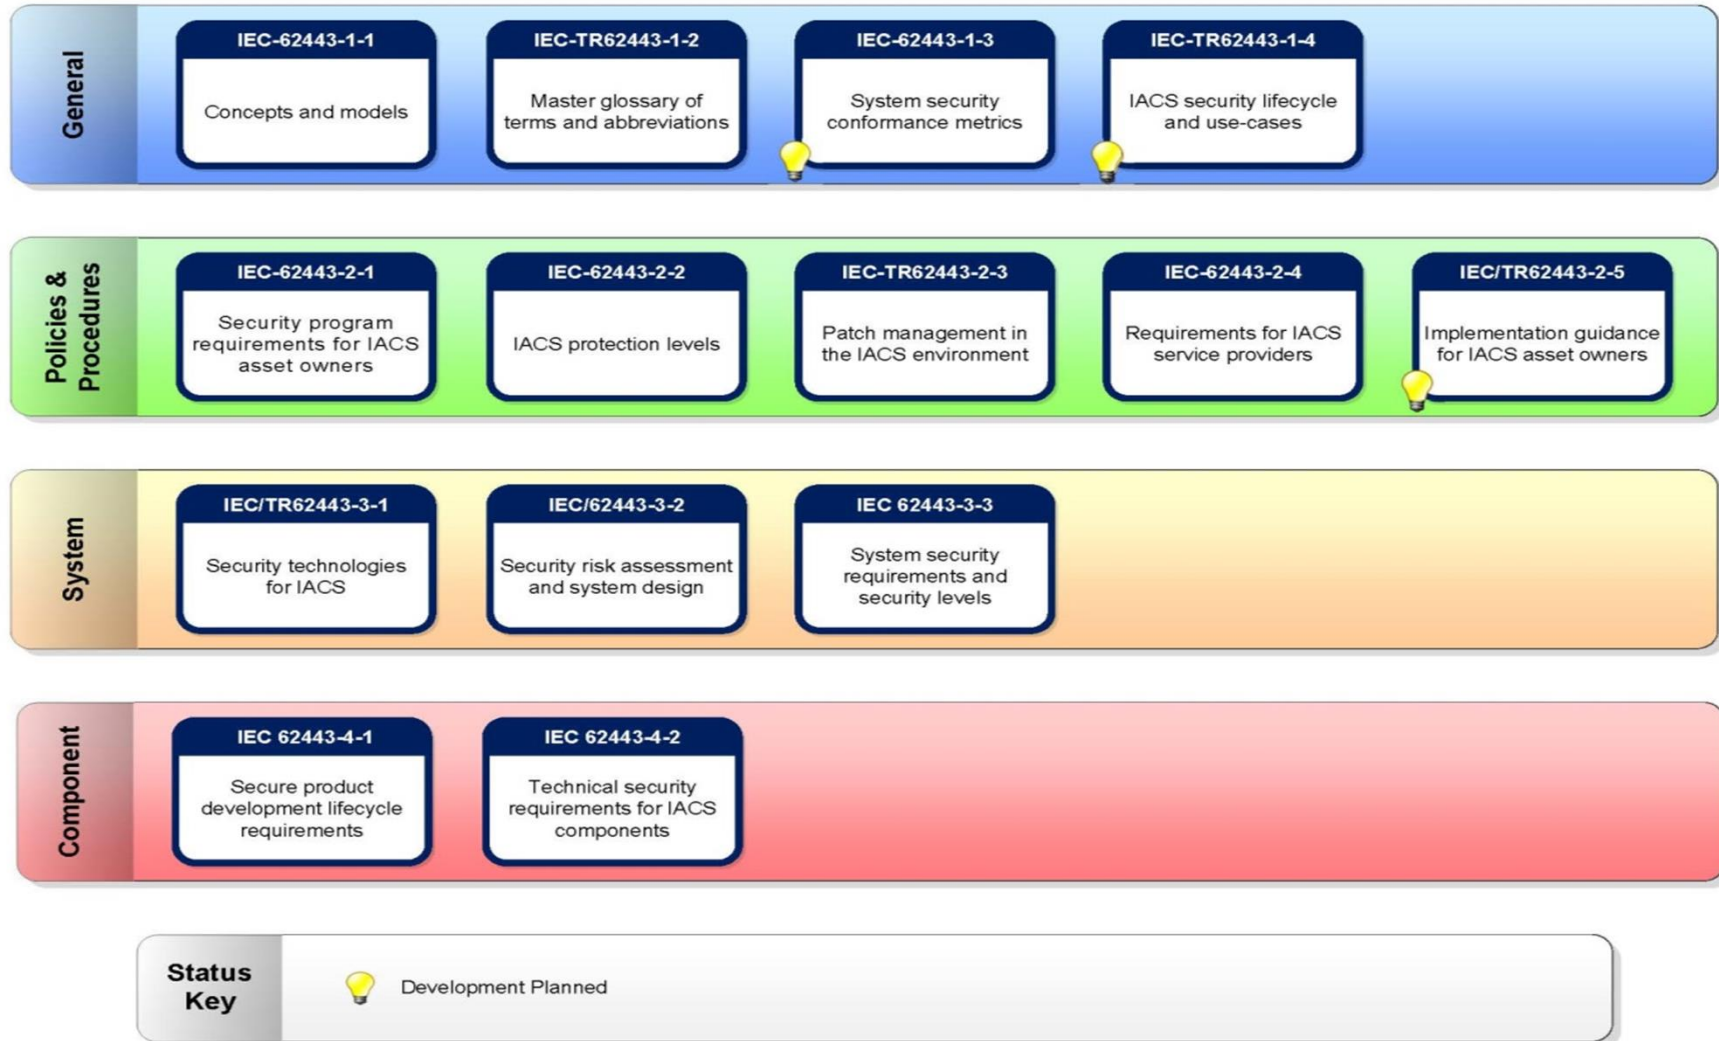 General
IEC-62443-1-1
Concepts and models
IEC-TR62443-1-2
Master glossary of
terms and abbreviations
IEC-62443-1-3
System security
conformance metrics
IEC-TR62443-1-4
IACS security lifecycle
and use-cases
Policies &
Procedures
IEC-62443-2-1
Security program
requirements for IACS
asset owners
IEC-62443-2-2
IACS protection levels
IEC-TR62443-2-3
Patch management in
the IACS environment
IEC-62443-2-4
Requirements for IACS
service providers
IEC/TR62443-2-5
Implementation guidance
for IACS asset owners
System
IEC/TR62443-3-1
Security technologies
for IACS
IEC/62443-3-2
Security risk assessment
and system design
IEC 62443-3-3
System security
requirements and
security levels
Component
IEC 62443-4-1
Secure product
development lifecycle
requirements
IEC 62443-4-2
Technical security
requirements for IACS
components
Status
Key
Development Planned